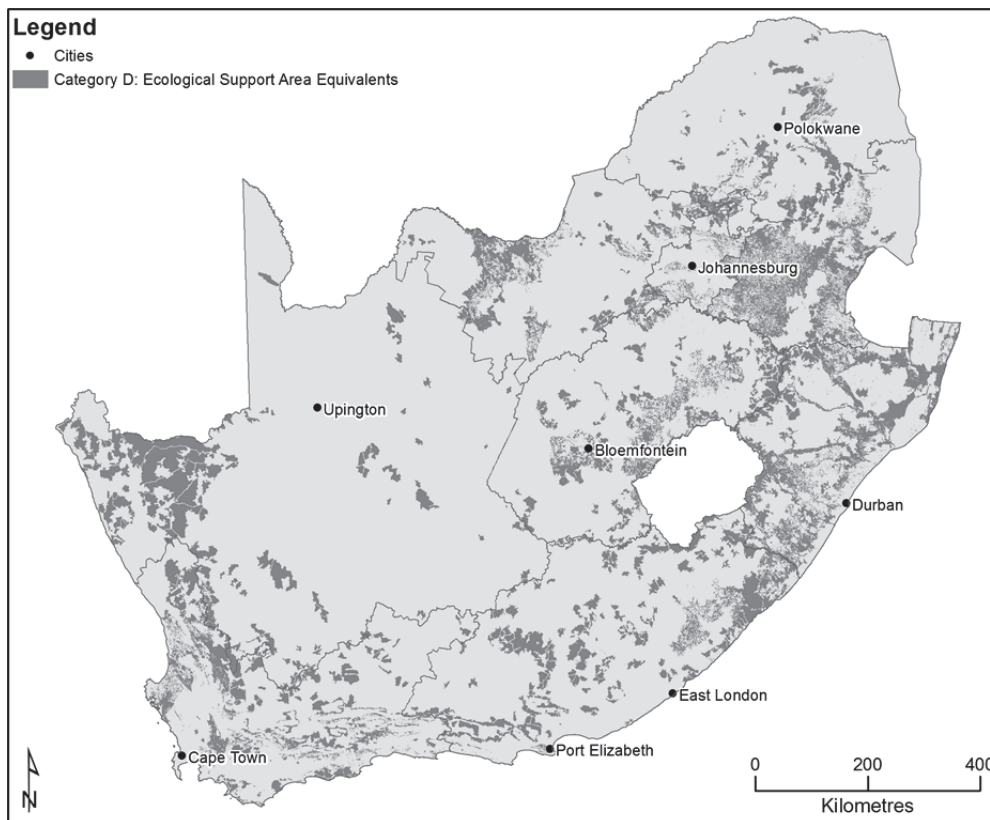 Legend
Cities
Category D: Ecological Support Area Equivalents
Polokwane
Johannesburg
Upington
Bloemfontein
Durban
East London
Port Elizabeth
Cape Town
N
0 200 400
Kilometres